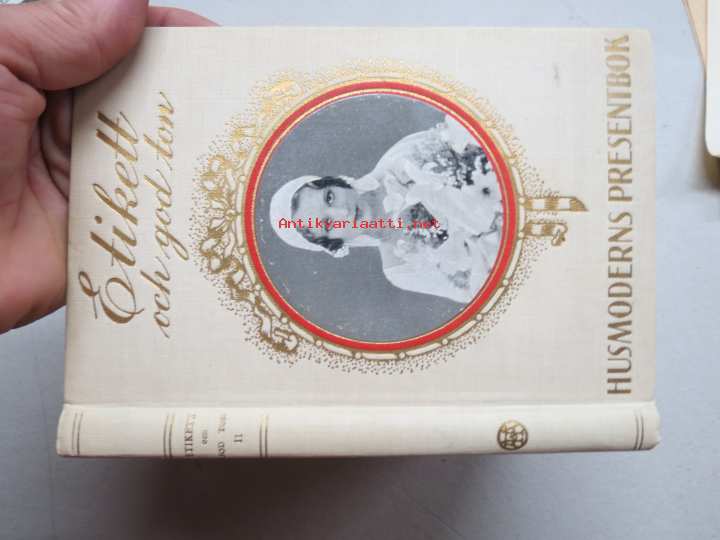 Etikett
och god ton
HUSMODERNS PRESENTBOK
Antikvariaatti.net
ETIKETT
och
GOD TON
II